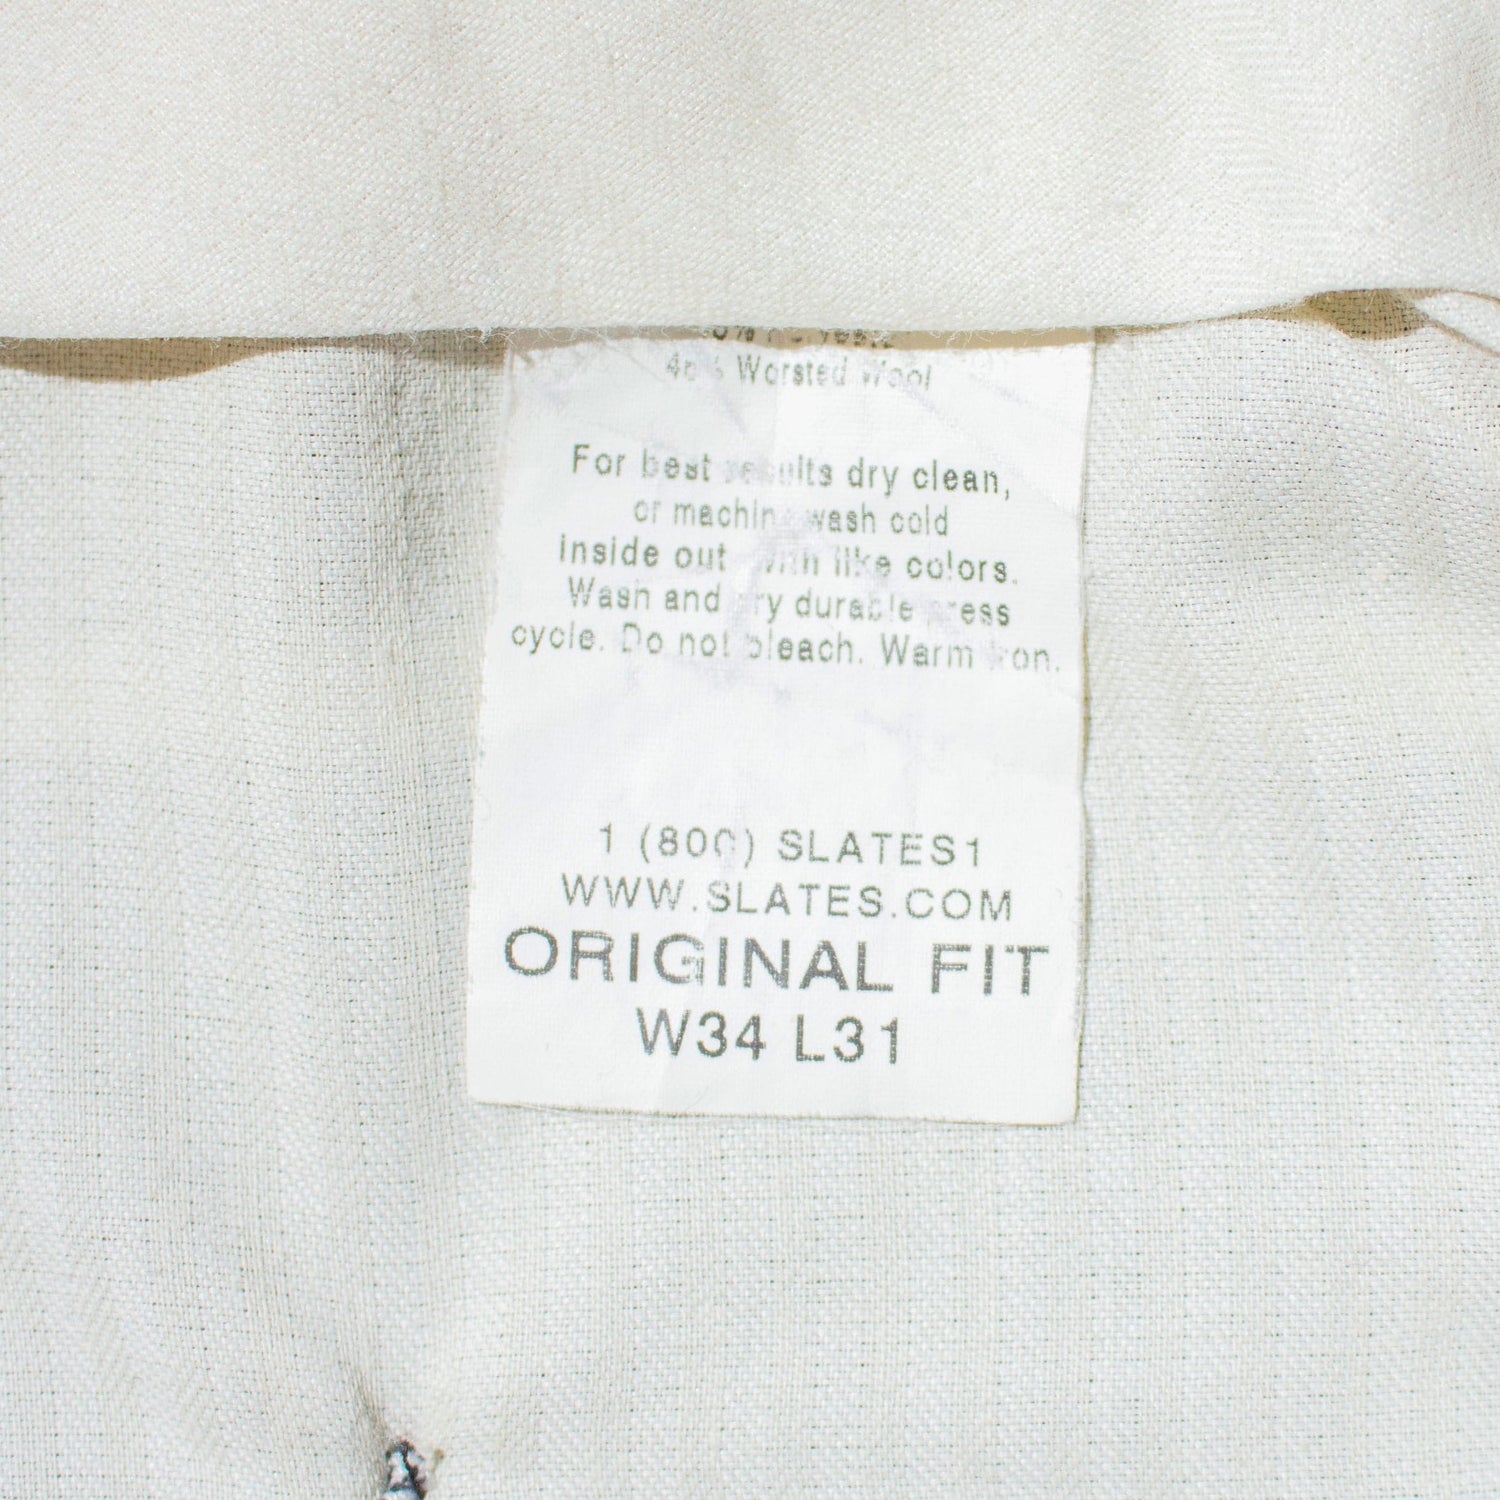 Worsted Wool
For best results dry clean,
or machine wash cold
inside out with like colors.
Wash and dry durable press
cycle. Do not bleach. Warm iron.
1 (800) SLATES1
WWW.SLATES.COM
ORIGINAL FIT
W34 L31